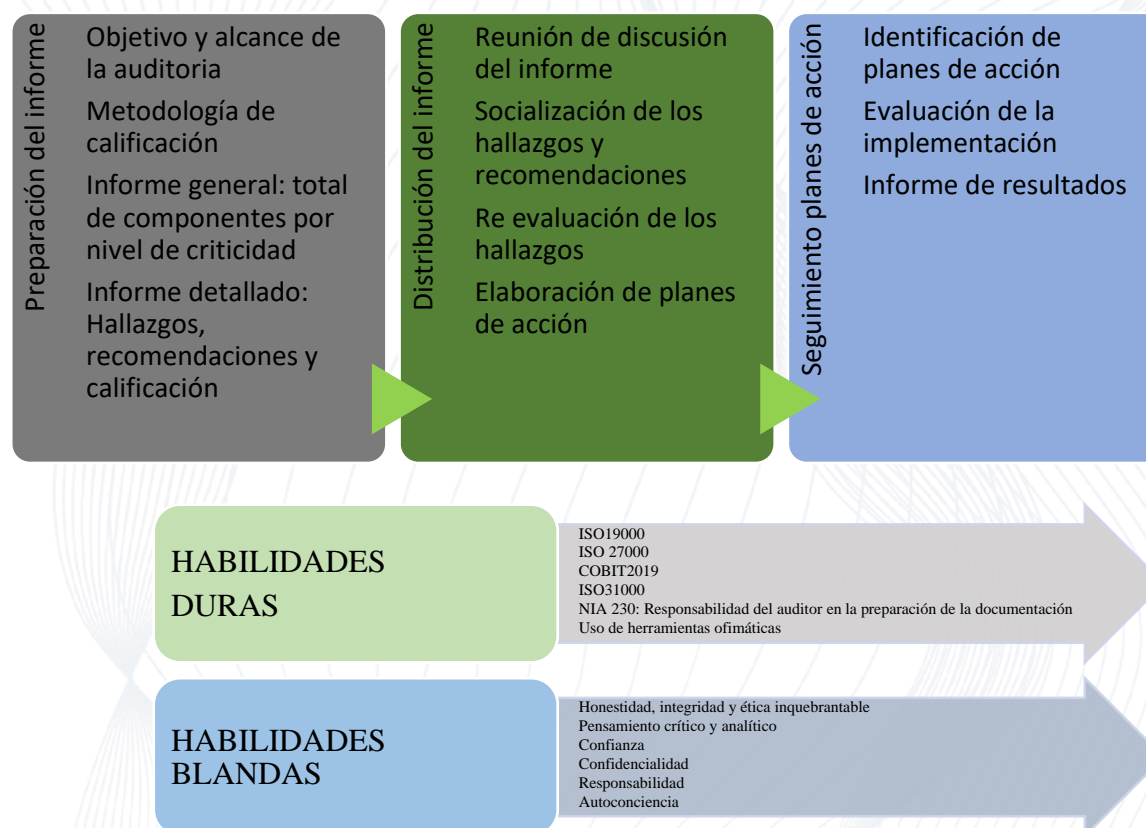 Preparación del informe
Objetivo y alcance de
la auditoria
Metodología de
calificación
Informe general: total
de componentes por
nivel de criticidad
Informe detallado:
Hallazgos,
recomendaciones y
calificación
Distribución del informe
Reunión de discusión
del informe
Socialización de los
hallazgos y
recomendaciones
Re evaluación de los
hallazgos
Elaboración de planes
de acción
Seguimiento planes de acción
Identificación de
planes de acción
Evaluación de la
implementación
Informe de resultados
HABILIDADES
DURAS
ISO19000
ISO 27000
COBIT2019
ISO31000
NIA 230: Responsabilidad del auditor en la preparación de la documentación
Uso de herramientas ofimáticas
HABILIDADES
BLANDAS
Honestidad, integridad y ética inquebrantable
Pensamiento crítico y analítico
Confianza
Confidencialidad
Responsabilidad
Autoconciencia